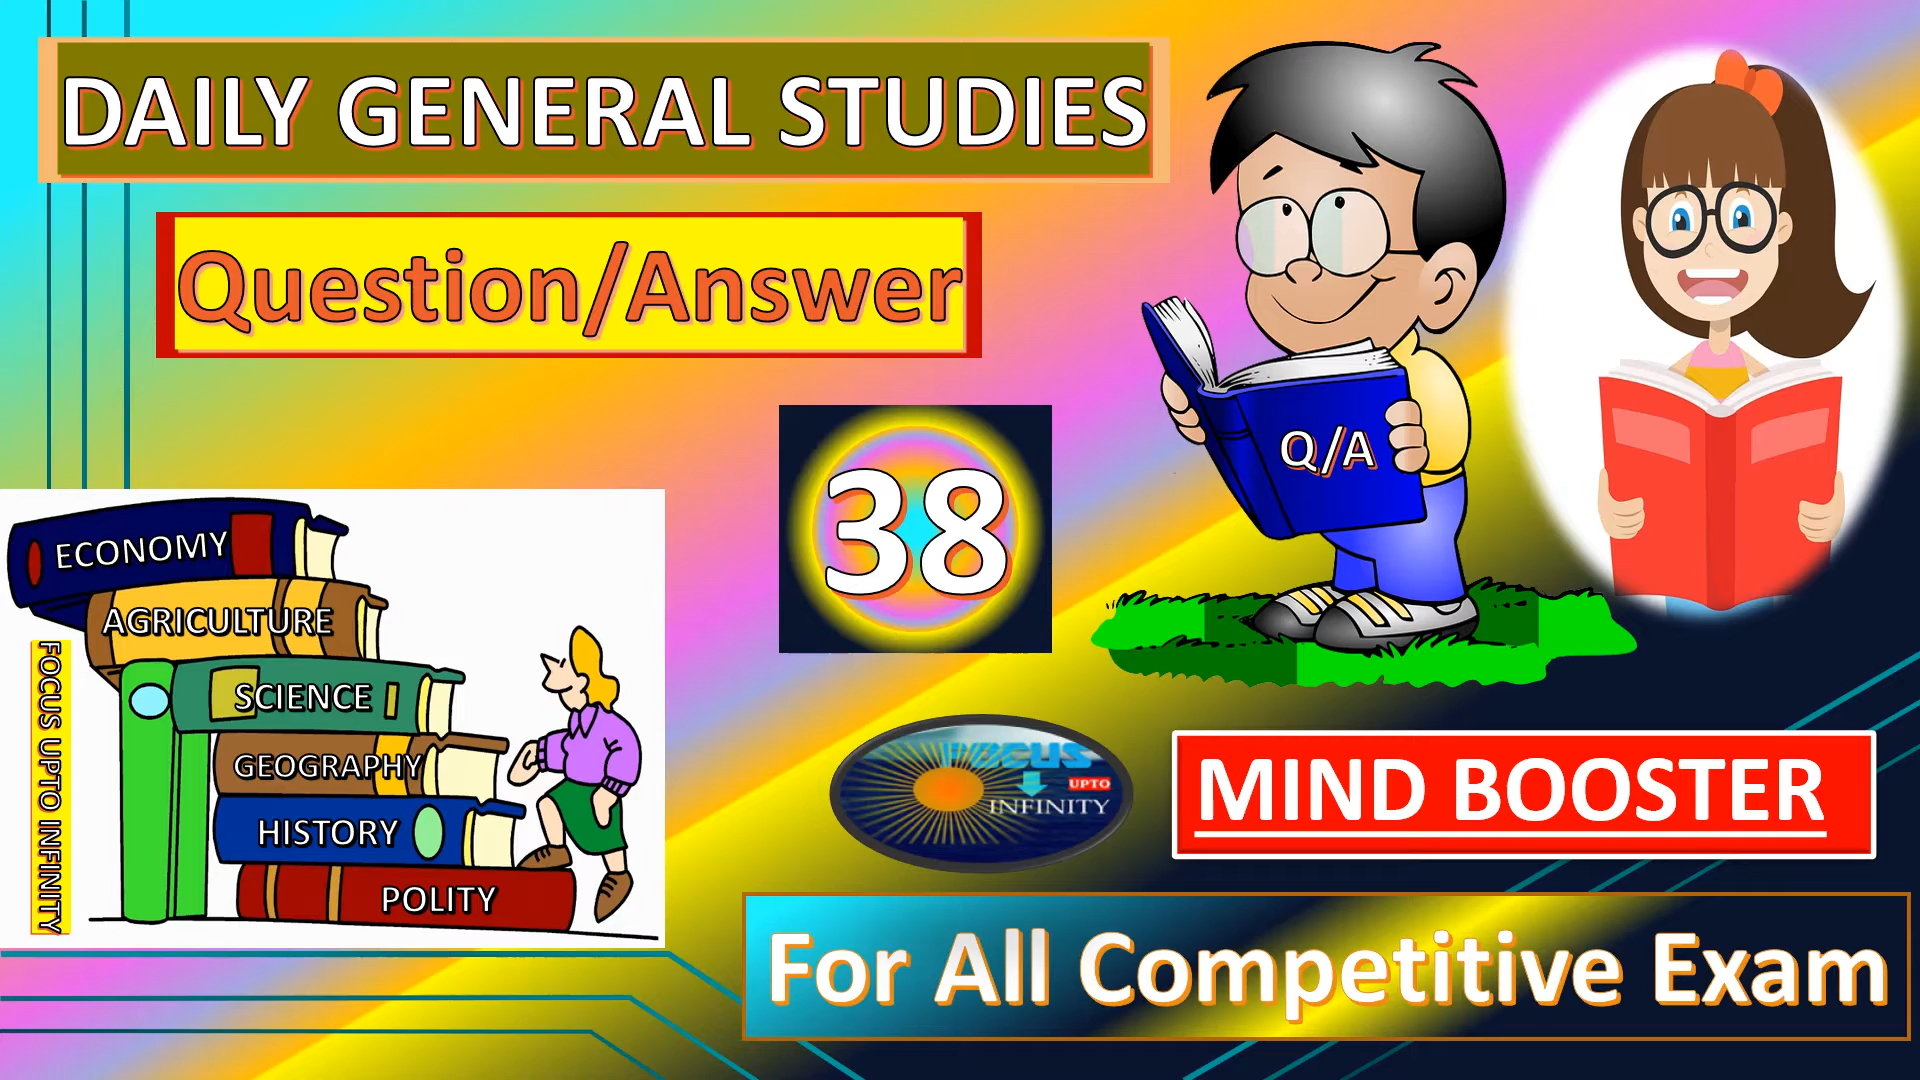 DAILY GENERAL STUDIES
Question/Answer
38
Q/A
ECONOMY
AGRICULTURE
SCIENCE
GEOGRAPHY
HISTORY
POLITY
FOCUS UPTO INFINITY
FOCUS
UPTO
INFINITY
MIND BOOSTER
For All Competitive Exam